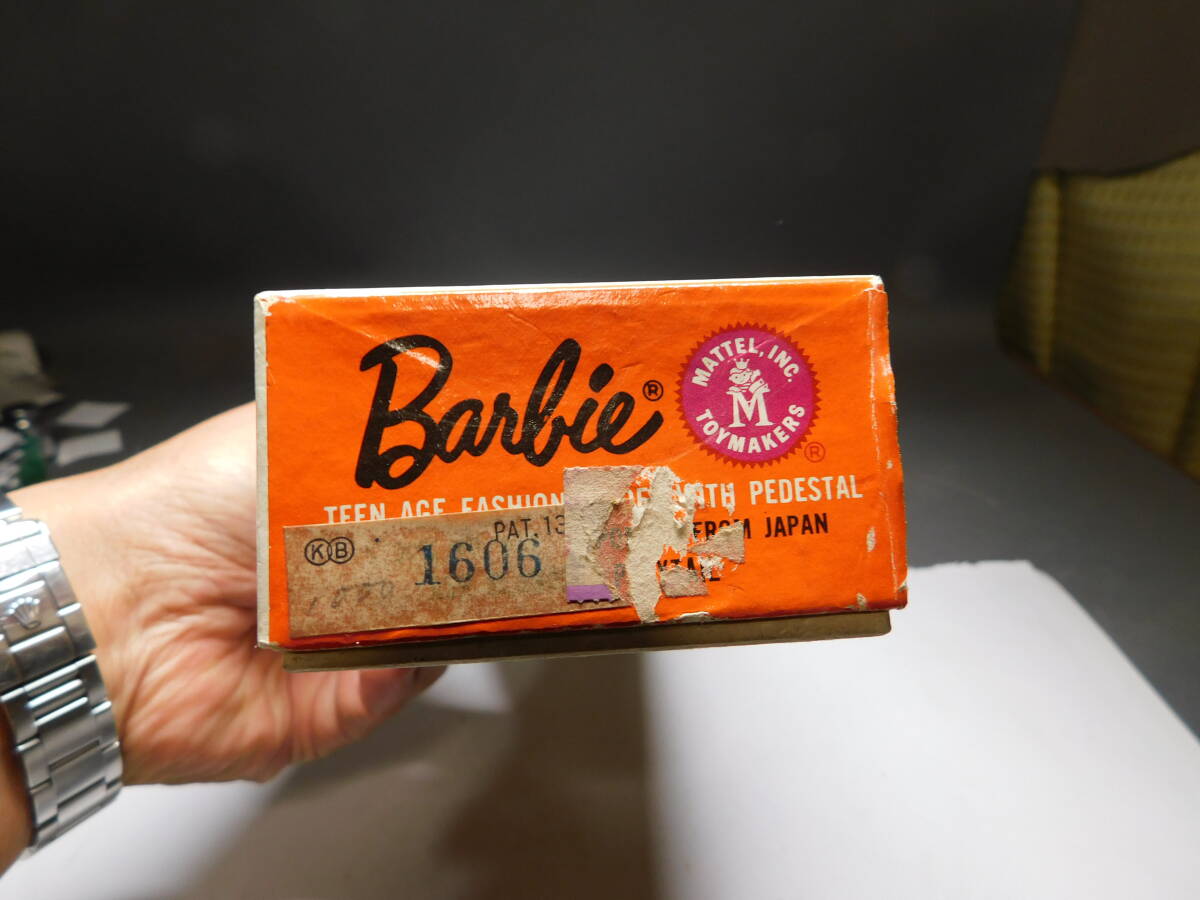 Barbie®
MATTEL, INC.
M
TOYMAKERS
®
TEEN AGE FASHION WITH PEDESTAL
PAT. FROM JAPAN
KB
1606